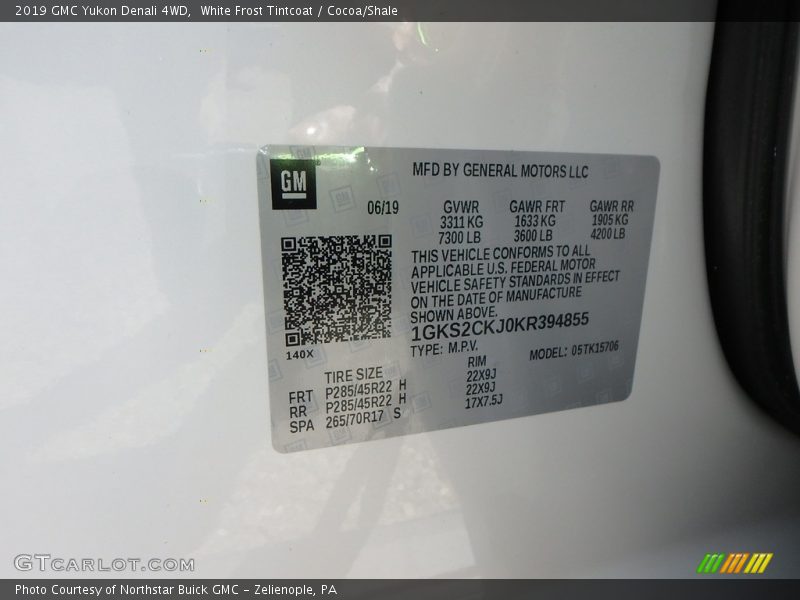 2019 GMC Yukon Denali 4WD, White Frost Tintcoat / Cocoa/Shale
GM
MFD BY GENERAL MOTORS LLC
06/19
GVWR GAWR FRT GAWR RR
3311 KG 1633 KG 1905 KG
7300 LB 3600 LB 4200 LB
THIS VEHICLE CONFORMS TO ALL
APPLICABLE U.S. FEDERAL MOTOR
VEHICLE SAFETY STANDARDS IN EFFECT
ON THE DATE OF MANUFACTURE
SHOWN ABOVE.
1GKS2CKJ0KR394855
TYPE: M.P.V. MODEL: 05TK15706
140X
TIRE SIZE RIM
FRT P285/45R22 H 22X9J
RR P285/45R22 H 22X9J
SPA 265/70R17 S 17X7.5J
GTCARLOT.COM
Photo Courtesy of Northstar Buick GMC - Zelienople, PA